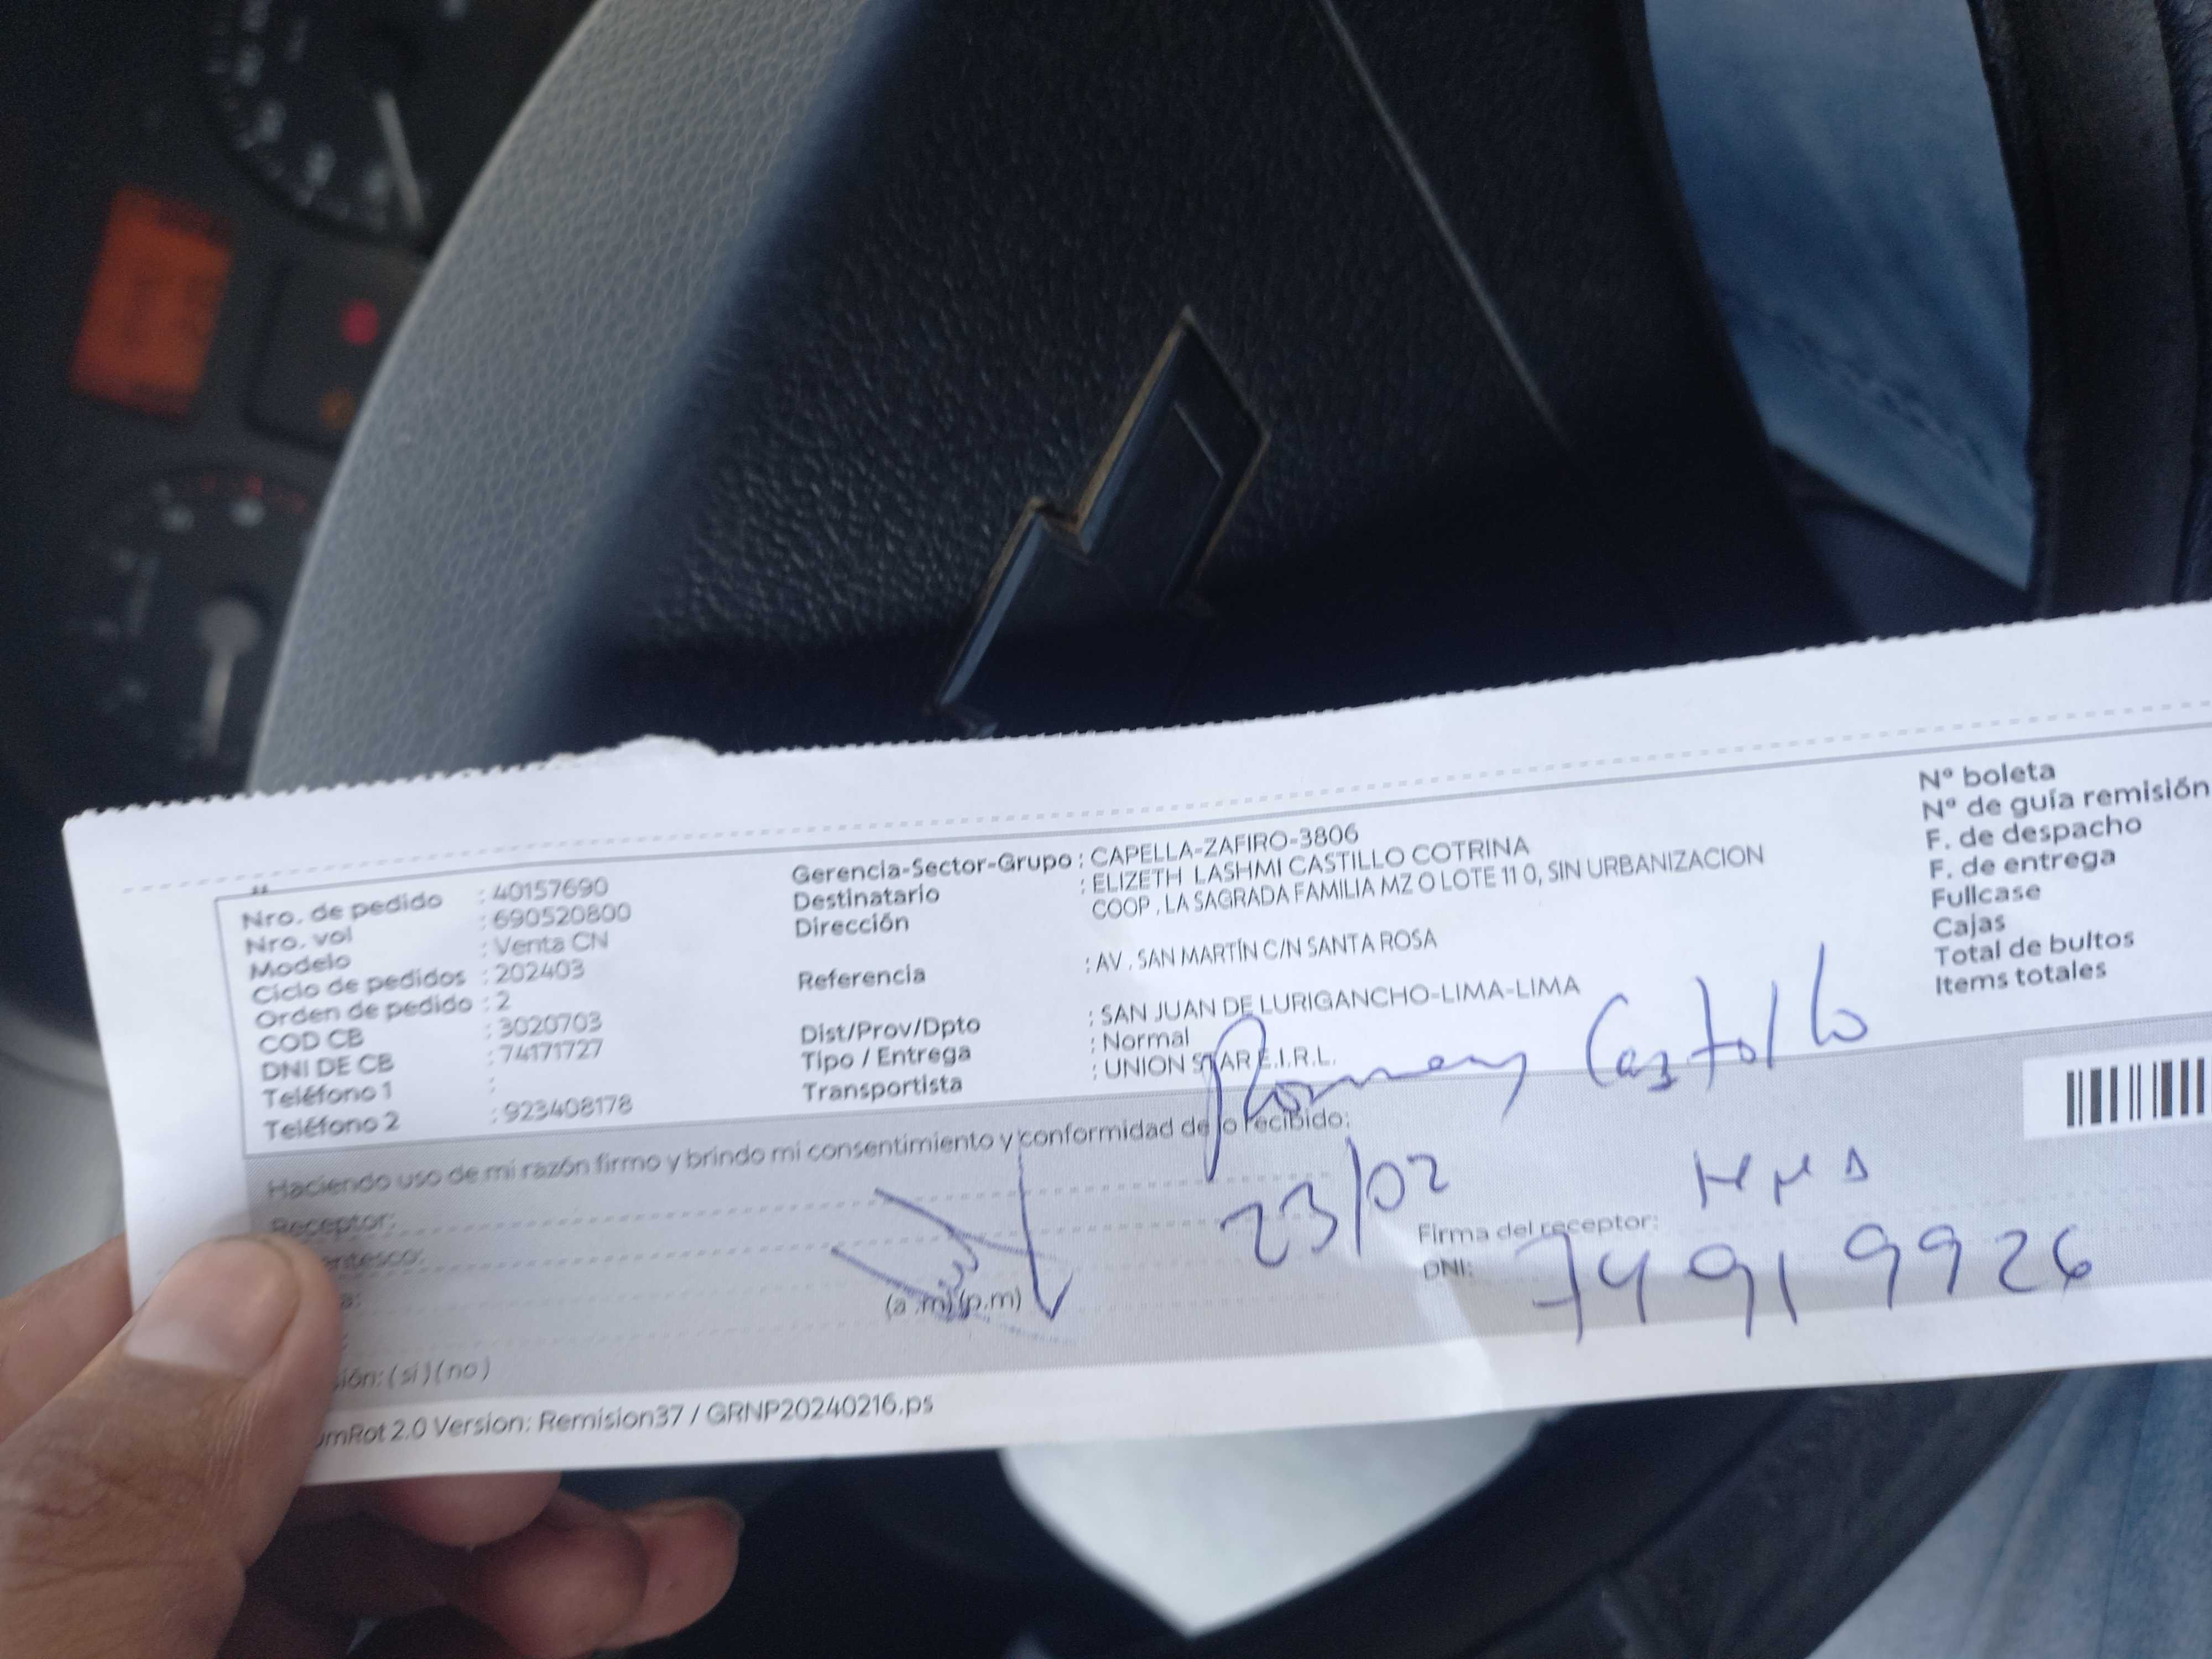 Nro. de pedido : 40157690
Nro. vol : 690520800
Modelo : Venta CN
Ciclo de pedidos : 202403
Orden de pedido : 2
COD CB : 3020703
DNI DE CB : 74171727
Teléfono 1 :
Teléfono 2 : 923408178
Gerencia-Sector-Grupo : CAPELLA-ZAFIRO-3806
Destinatario : ELIZETH LASHMI CASTILLO COTRINA
Dirección COOP . LA SAGRADA FAMILIA MZ O LOTE 11 0, SIN URBANIZACION
Referencia : AV . SAN MARTÍN C/N SANTA ROSA
Dist/Prov/Dpto : SAN JUAN DE LURIGANCHO-LIMA-LIMA
Tipo / Entrega : Normal
Transportista : UNION STAR E.I.R.L.
Nº boleta
Nº de guía remisión
F. de despacho
F. de entrega
Fullcase
Cajas
Total de bultos
Items totales
Castillo
Haciendo uso de mi razón firmo y brindo mi consentimiento y conformidad de lo recibido:
Receptor:
entesco:
a:
(a .m) (p.m)
23/02
Firma del receptor:
DNI: 74919926
ión: (si) (no)
omRot 2.0 Version: Remision37 / GRNP20240216.ps